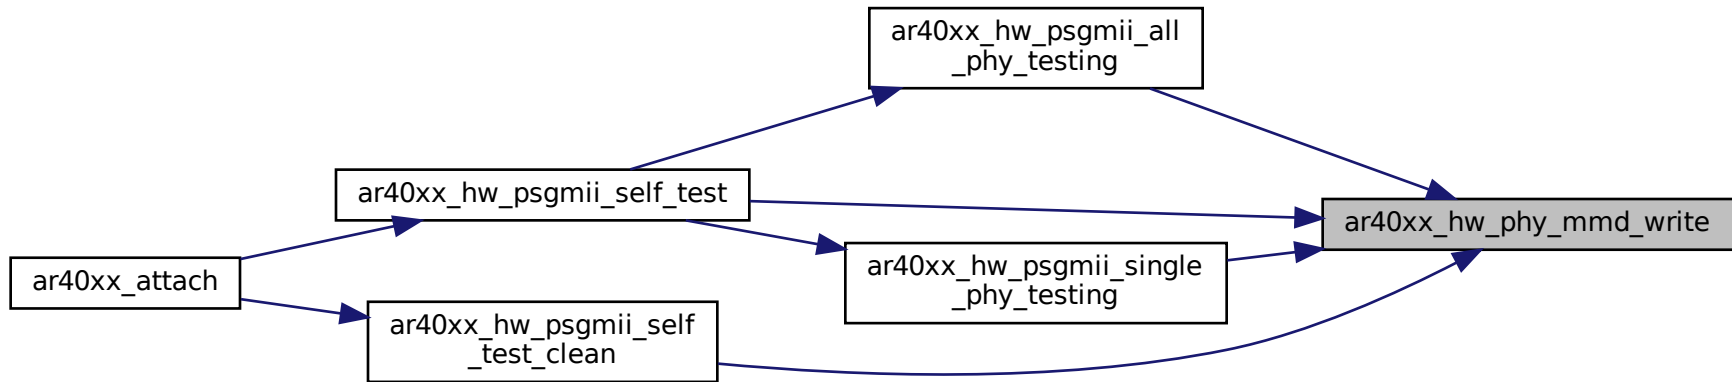 ar40xx_hw_psgmii_all
_phy_testing
ar40xx_hw_psgmii_self_test
ar40xx_hw_phy_mmd_write
ar40xx_hw_psgmii_single
_phy_testing
ar40xx_attach
ar40xx_hw_psgmii_self
_test_clean